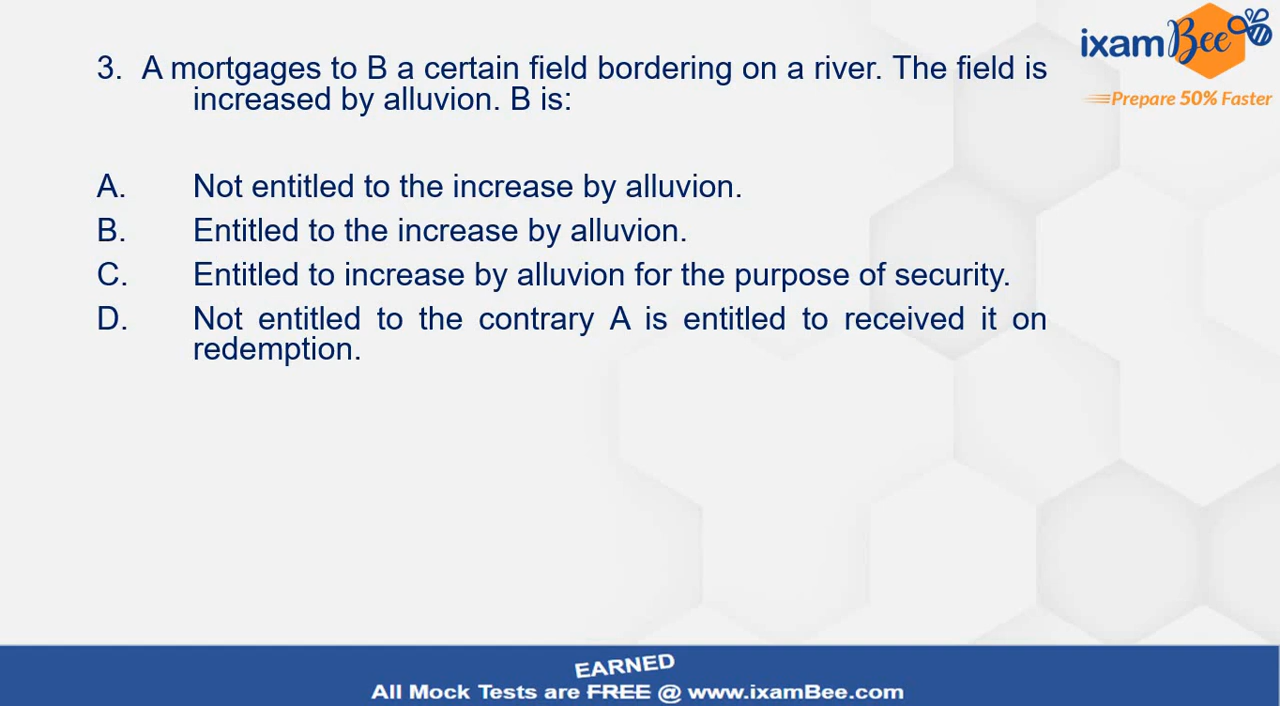 ixamBee
Prepare 50% Faster
3. A mortgages to B a certain field bordering on a river. The field is
increased by alluvion. B is:
A. Not entitled to the increase by alluvion.
B. Entitled to the increase by alluvion.
C. Entitled to increase by alluvion for the purpose of security.
D. Not entitled to the contrary A is entitled to received it on
redemption.
EARNED
All Mock Tests are FREE @ www.ixamBee.com